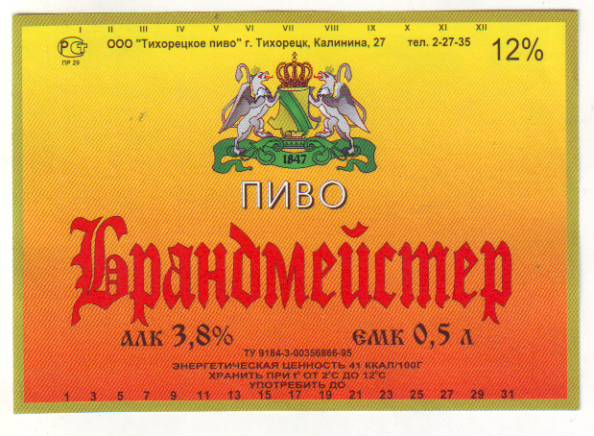 I II III IV V VI VII VIII IX X XI XII
РСТ
ПР 29
ООО "Тихорецкое пиво" г. Тихорецк, Калинина, 27 тел. 2-27-35
12%
1847
ПИВО
Брандмейстер
АЛК 3,8% ЕМК 0,5 Л
ТУ 9184-3-00356866-95
ЭНЕРГЕТИЧЕСКАЯ ЦЕННОСТЬ 41 ККАЛ/100Г
ХРАНИТЬ ПРИ t° ОТ 2°С ДО 12°С
УПОТРЕБИТЬ ДО
1 3 5 7 9 11 13 15 17 19 21 23 25 27 29 31